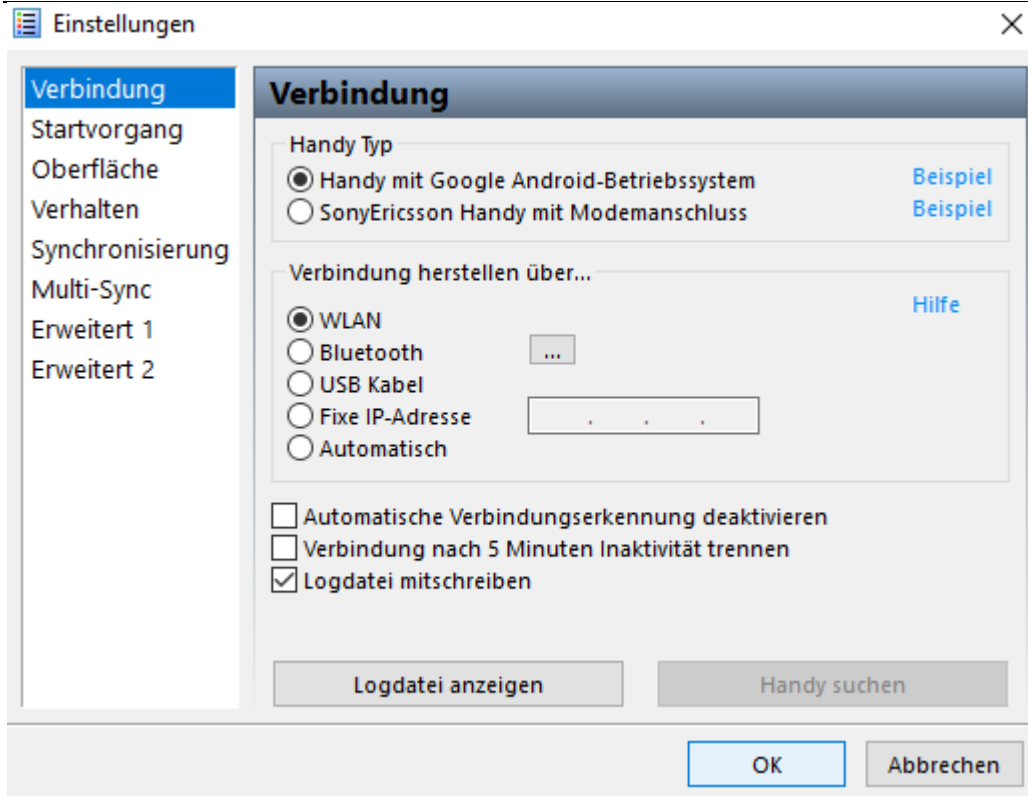 Einstellungen
Verbindung
Startvorgang
Oberfläche
Verhalten
Synchronisierung
Multi-Sync
Erweitert 1
Erweitert 2
Verbindung
Handy Typ
Handy mit Google Android-Betriebssystem Beispiel
SonyEricsson Handy mit Modemanschluss Beispiel
Verbindung herstellen über...
Hilfe
WLAN
Bluetooth ...
USB Kabel
Fixe IP-Adresse . . .
Automatisch
Automatische Verbindungserkennung deaktivieren
Verbindung nach 5 Minuten Inaktivität trennen
Logdatei mitschreiben
Logdatei anzeigen Handy suchen
OK Abbrechen